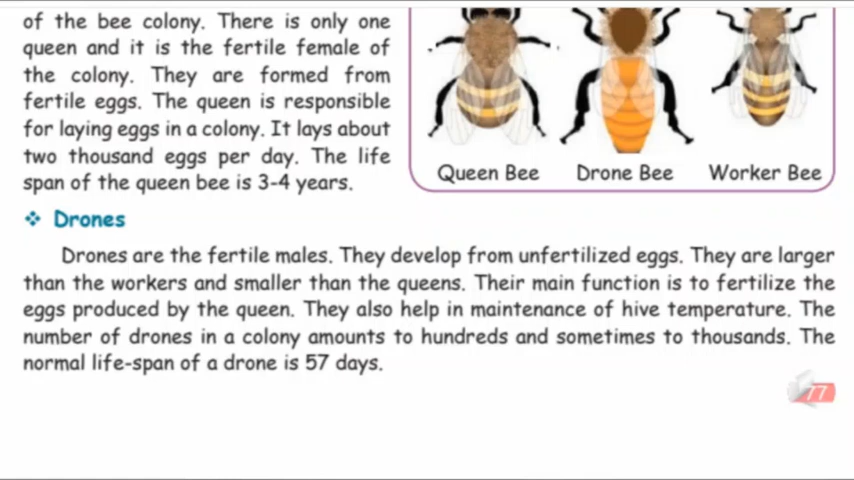 of the bee colony. There is only one
queen and it is the fertile female of
the colony. They are formed from
fertile eggs. The queen is responsible
for laying eggs in a colony. It lays about
two thousand eggs per day. The life
span of the queen bee is 3-4 years.
Queen Bee Drone Bee Worker Bee
❖ Drones
Drones are the fertile males. They develop from unfertilized eggs. They are larger
than the workers and smaller than the queens. Their main function is to fertilize the
eggs produced by the queen. They also help in maintenance of hive temperature. The
number of drones in a colony amounts to hundreds and sometimes to thousands. The
normal life-span of a drone is 57 days.
77